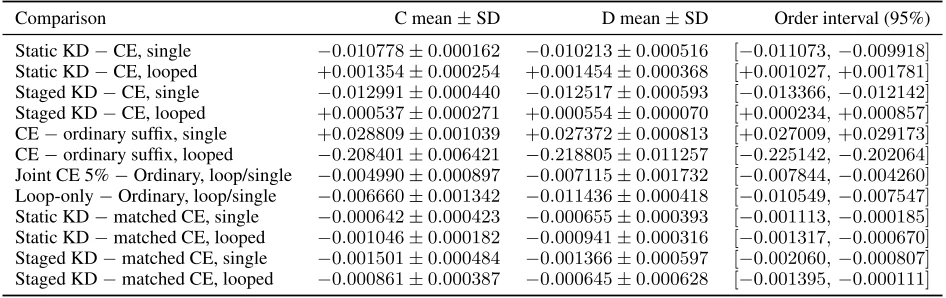 Comparison C mean ± SD D mean ± SD Order interval (95%)
Static KD − CE, single −0.010778 ± 0.000162 −0.010213 ± 0.000516 [−0.011073, −0.009918]
Static KD − CE, looped +0.001354 ± 0.000254 +0.001454 ± 0.000368 [+0.001027, +0.001781]
Staged KD − CE, single −0.012991 ± 0.000440 −0.012517 ± 0.000593 [−0.013366, −0.012142]
Staged KD − CE, looped +0.000537 ± 0.000271 +0.000554 ± 0.000070 [+0.000234, +0.000857]
CE − ordinary suffix, single +0.028809 ± 0.001039 +0.027372 ± 0.000813 [+0.027009, +0.029173]
CE − ordinary suffix, looped −0.208401 ± 0.006421 −0.218805 ± 0.011257 [−0.225142, −0.202064]
Joint CE 5% − Ordinary, loop/single −0.004990 ± 0.000897 −0.007115 ± 0.001732 [−0.007844, −0.004260]
Loop-only − Ordinary, loop/single −0.006660 ± 0.001342 −0.011436 ± 0.000418 [−0.010549, −0.007547]
Static KD − matched CE, single −0.000642 ± 0.000423 −0.000655 ± 0.000393 [−0.001113, −0.000185]
Static KD − matched CE, looped −0.001046 ± 0.000182 −0.000941 ± 0.000316 [−0.001317, −0.000670]
Staged KD − matched CE, single −0.001501 ± 0.000484 −0.001366 ± 0.000597 [−0.002060, −0.000807]
Staged KD − matched CE, looped −0.000861 ± 0.000387 −0.000645 ± 0.000628 [−0.001395, −0.000111]